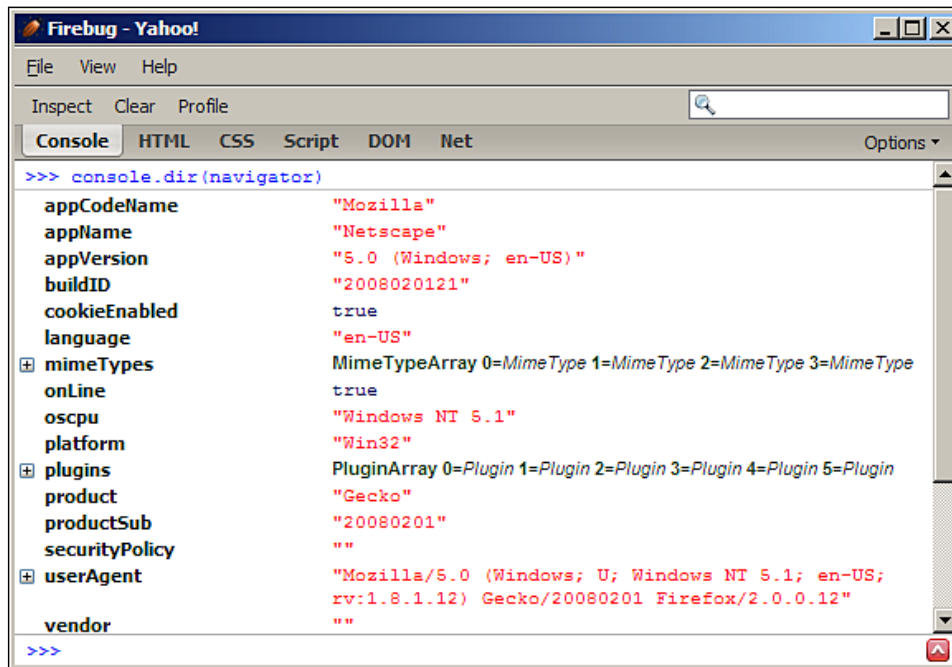 Firebug - Yahoo!
File View Help
Inspect Clear Profile
Console HTML CSS Script DOM Net Options
>>> console.dir(navigator)
appCodeName "Mozilla"
appName "Netscape"
appVersion "5.0 (Windows; en-US)"
buildID "2008020121"
cookieEnabled true
language "en-US"
mimeTypes MimeTypeArray 0=MimeType 1=MimeType 2=MimeType 3=MimeType
onLine true
oscpu "Windows NT 5.1"
platform "Win32"
plugins PluginArray 0=Plugin 1=Plugin 2=Plugin 3=Plugin 4=Plugin 5=Plugin
product "Gecko"
productSub "20080201"
securityPolicy ""
userAgent "Mozilla/5.0 (Windows; U; Windows NT 5.1; en-US;
rv:1.8.1.12) Gecko/20080201 Firefox/2.0.0.12"
vendor ""
>>>